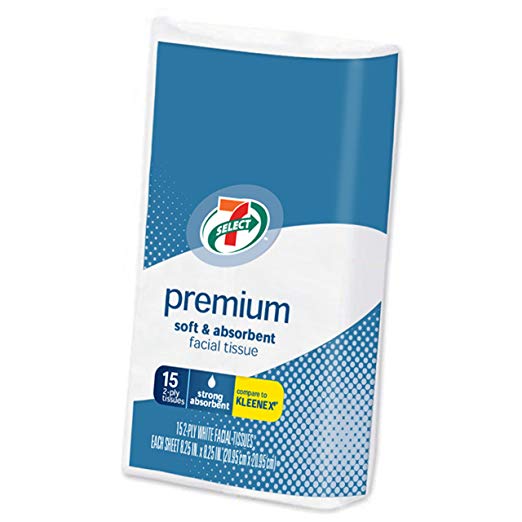 7
SELECT
premium
soft & absorbent
facial tissue
15
2-ply
tissues
strong
absorbent
compare to
KLEENEX®
15 2-PLY WHITE FACIAL TISSUES
EACH SHEET 8.25 IN. x 8.25 IN. (20.95 cm x 20.95 cm)